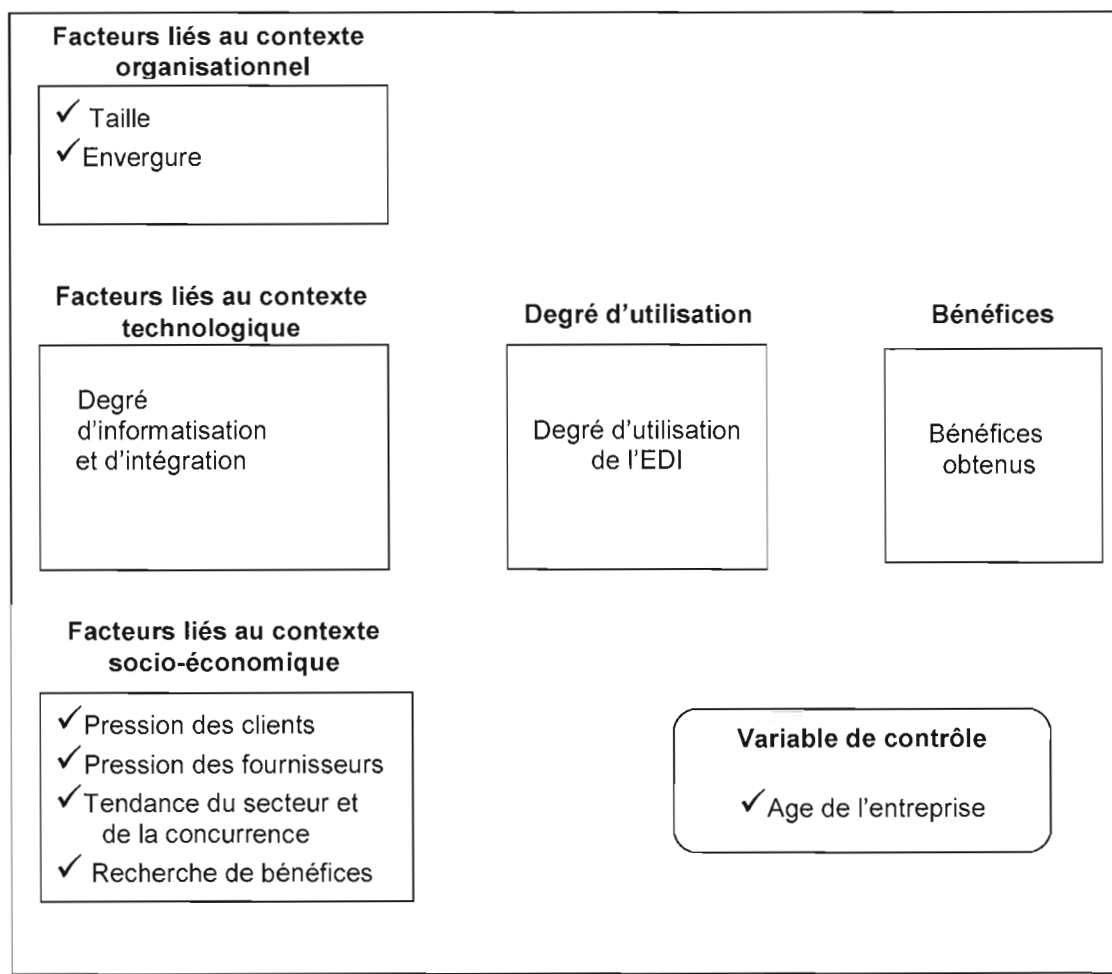 Facteurs liés au contexte
organisationnel
✓ Taille
✓ Envergure
Facteurs liés au contexte
technologique
Degré
d'informatisation
et d'intégration
Degré d'utilisation
Degré d'utilisation
de l'EDI
Bénéfices
Bénéfices
obtenus
Facteurs liés au contexte
socio-économique
✓ Pression des clients
✓ Pression des fournisseurs
✓ Tendance du secteur et
de la concurrence
✓ Recherche de bénéfices
Variable de contrôle
✓ Age de l'entreprise